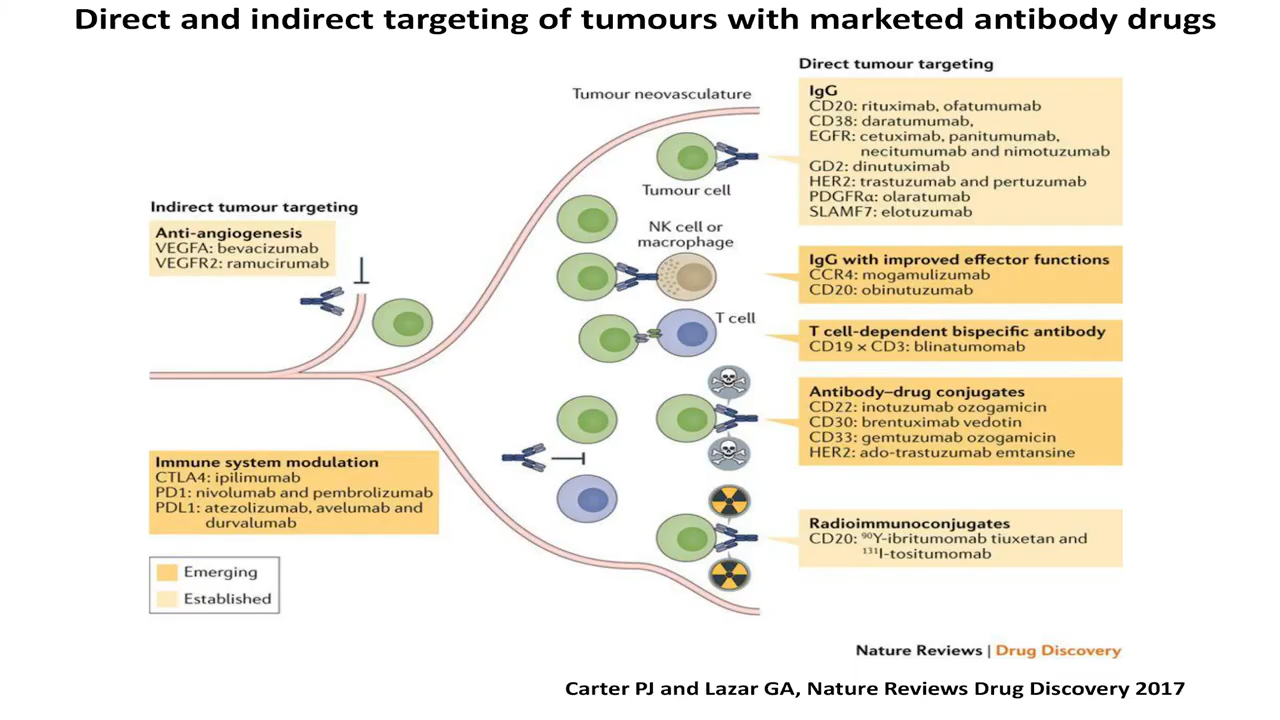 Direct and indirect targeting of tumours with marketed antibody drugs
Direct tumour targeting
Tumour neovasculature
IgG
CD20: rituximab, ofatumumab
CD38: daratumumab,
EGFR: cetuximab, panitumumab,
necitumumab and nimotuzumab
GD2: dinutuximab
HER2: trastuzumab and pertuzumab
PDGFRα: olaratumab
SLAMF7: elotuzumab
Tumour cell
Indirect tumour targeting
Anti-angiogenesis
VEGFA: bevacizumab
VEGFR2: ramucirumab
NK cell or
macrophage
IgG with improved effector functions
CCR4: mogamulizumab
CD20: obinutuzumab
T cell
T cell-dependent bispecific antibody
CD19 × CD3: blinatumomab
Antibody–drug conjugates
CD22: inotuzumab ozogamicin
CD30: brentuximab vedotin
CD33: gemtuzumab ozogamicin
HER2: ado-trastuzumab emtansine
Immune system modulation
CTLA4: ipilimumab
PD1: nivolumab and pembrolizumab
PDL1: atezolizumab, avelumab and
durvalumab
Radioimmunoconjugates
CD20: ⁹⁰Y-ibritumomab tiuxetan and
¹³¹I-tositumomab
Emerging
Established
Nature Reviews | Drug Discovery
Carter PJ and Lazar GA, Nature Reviews Drug Discovery 2017